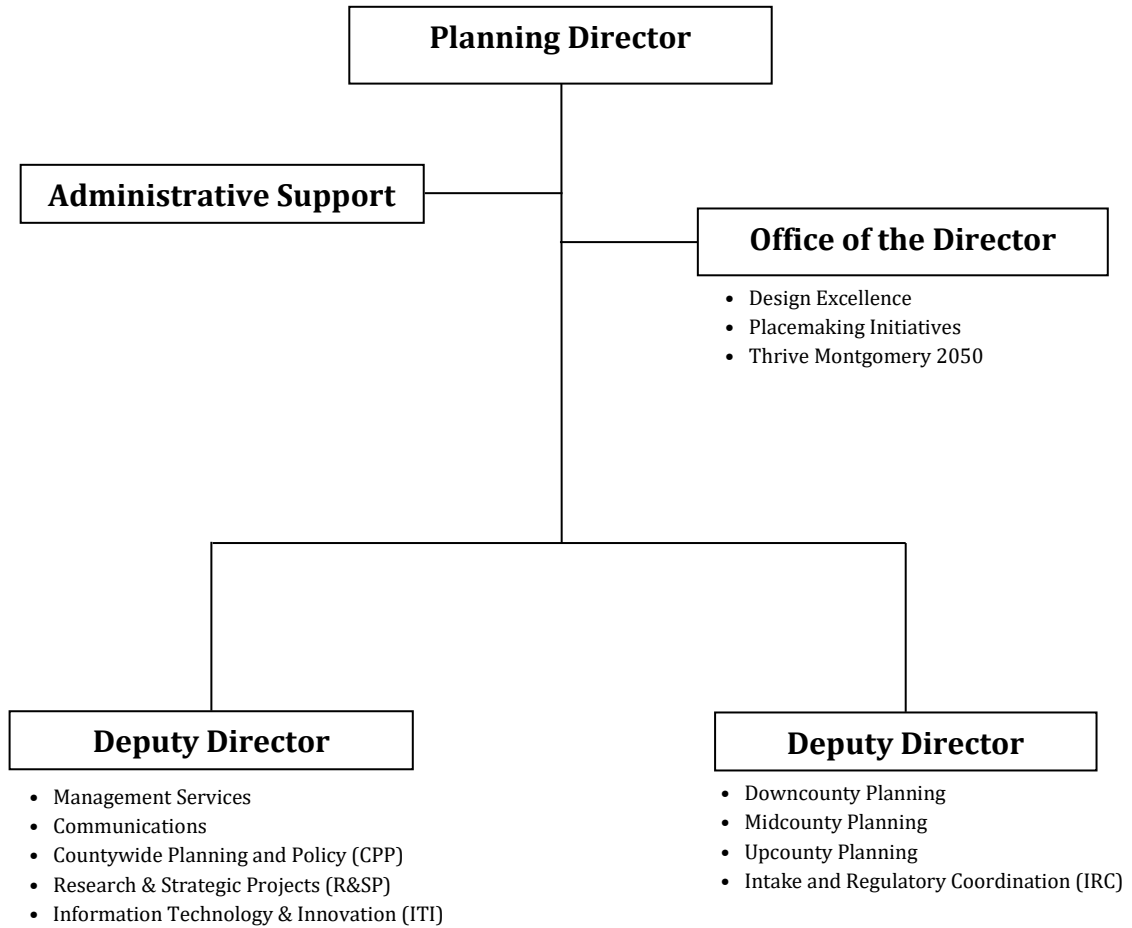 Planning Director
Administrative Support
Office of the Director
• Design Excellence
• Placemaking Initiatives
• Thrive Montgomery 2050
Deputy Director
• Management Services
• Communications
• Countywide Planning and Policy (CPP)
• Research & Strategic Projects (R&SP)
• Information Technology & Innovation (ITI)
Deputy Director
• Downcounty Planning
• Midcounty Planning
• Upcounty Planning
• Intake and Regulatory Coordination (IRC)